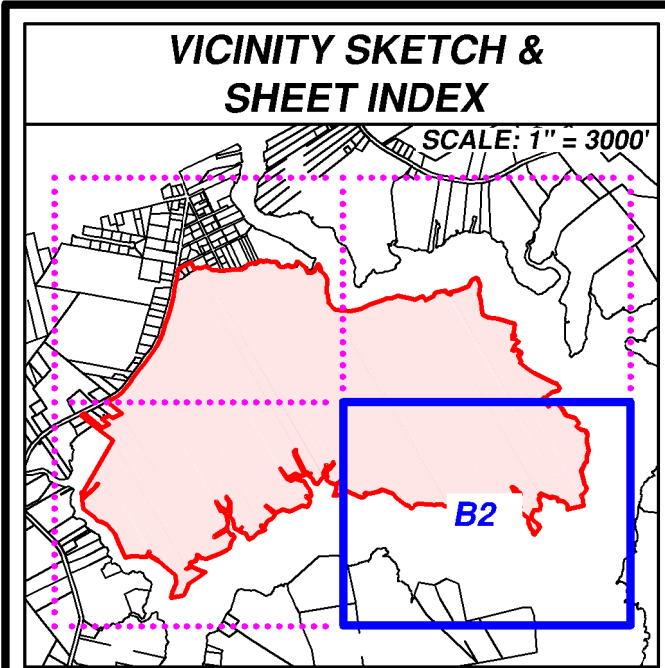 VICINITY SKETCH &
SHEET INDEX
SCALE: 1" = 3000'
B2